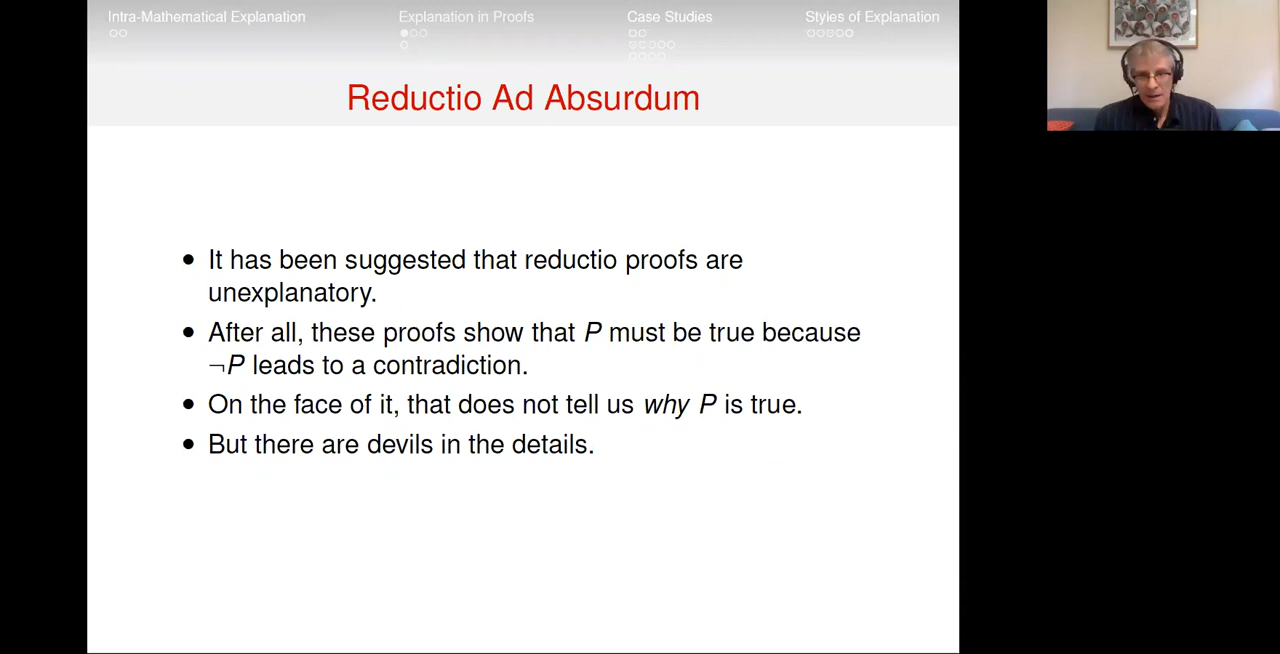 Intra-Mathematical Explanation
Explanation in Proofs
Case Studies
Styles of Explanation
Reductio Ad Absurdum
• It has been suggested that reductio proofs are
unexplanatory.
• After all, these proofs show that P must be true because
¬P leads to a contradiction.
• On the face of it, that does not tell us why P is true.
• But there are devils in the details.